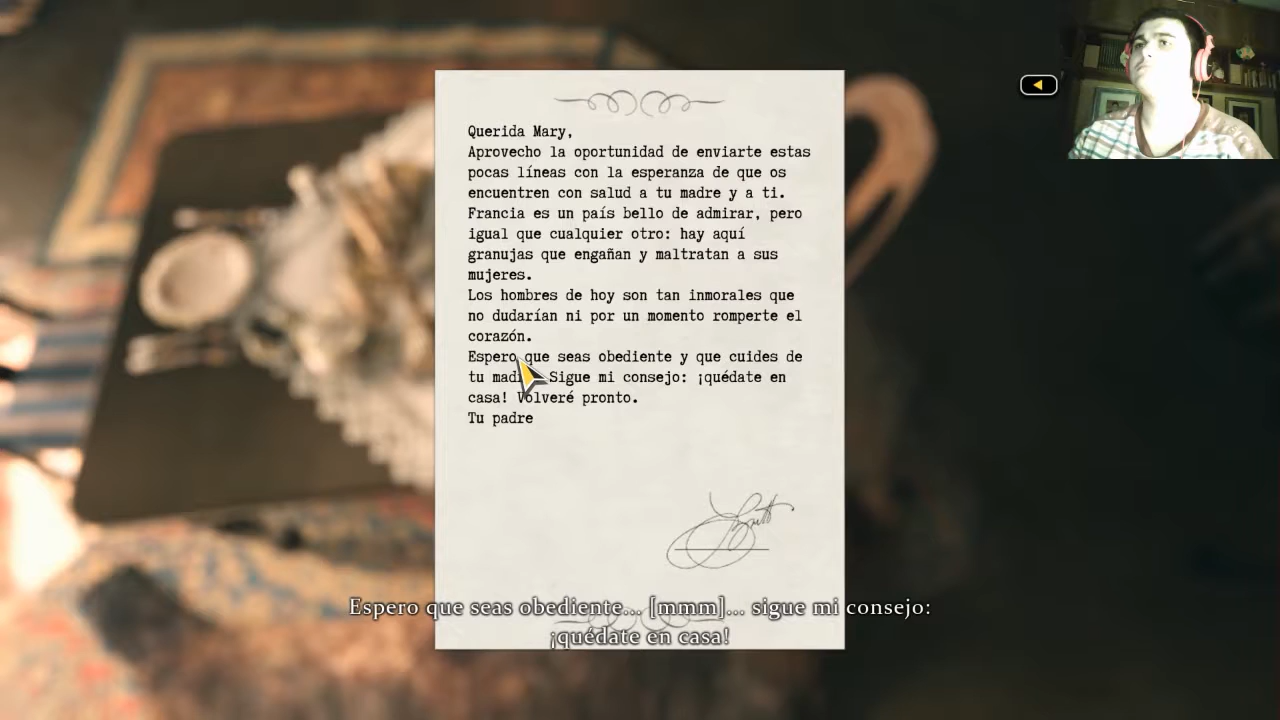 Querida Mary,
Aprovecho la oportunidad de enviarte estas
pocas líneas con la esperanza de que os
encuentren con salud a tu madre y a ti.
Francia es un país bello de admirar, pero
igual que cualquier otro: hay aquí
granujas que engañan y maltratan a sus
mujeres.
Los hombres de hoy son tan inmorales que
no dudarían ni por un momento romperte el
corazón.
Espero que seas obediente y que cuides de
tu madre. Sigue mi consejo: ¡quédate en
casa! Volveré pronto.
Tu padre
Espero que seas obediente... [mmm]... sigue mi consejo:
¡quédate en casa!